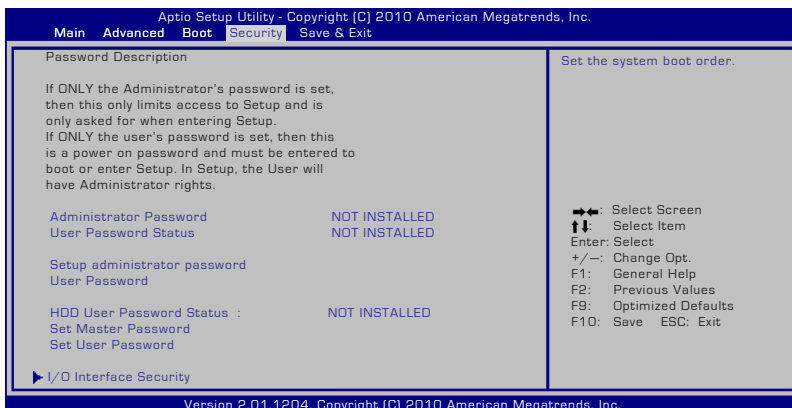 Aptio Setup Utility - Copyright (C) 2010 American Megatrends, Inc.
Main Advanced Boot Security Save & Exit
Password Description
If ONLY the Administrator's password is set,
then this only limits access to Setup and is
only asked for when entering Setup.
If ONLY the user's password is set, then this
is a power on password and must be entered to
boot or enter Setup. In Setup, the User will
have Administrator rights.
Administrator Password NOT INSTALLED
User Password Status NOT INSTALLED
Setup administrator password
User Password
HDD User Password Status : NOT INSTALLED
Set Master Password
Set User Password
I/O Interface Security
Set the system boot order.
→←: Select Screen
↑↓: Select Item
Enter: Select
+/—: Change Opt.
F1: General Help
F2: Previous Values
F9: Optimized Defaults
F10: Save ESC: Exit
Version 2.01.1204. Copyright (C) 2010 American Megatrends, Inc.